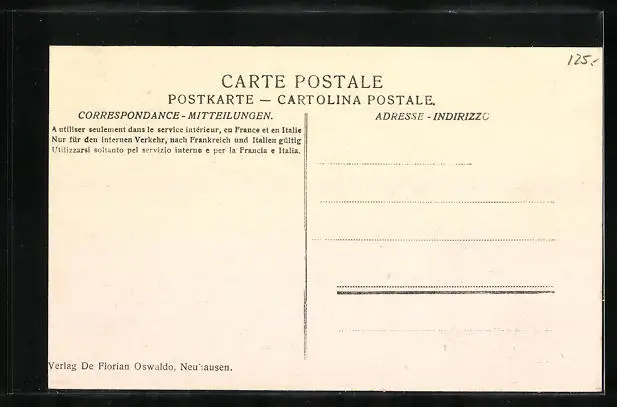 125.-
CARTE POSTALE
POSTKARTE — CARTOLINA POSTALE.
CORRESPONDANCE - MITTEILUNGEN.
ADRESSE - INDIRIZZO
A utiliser seulement dans le service intérieur, en France et en Italie
Nur für den internen Verkehr, nach Frankreich und Italien gültig
Utilizzarsi soltanto pel servizio interno e per la Francia e Italia.
Verlag De Florian Oswaldo, Neuhausen.